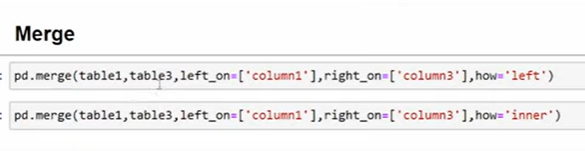 Merge
: pd.merge(table1,table3,left_on=['column1'],right_on=['column3'],how='left')
: pd.merge(table1,table3,left_on=['column1'],right_on=['column3'],how='inner')